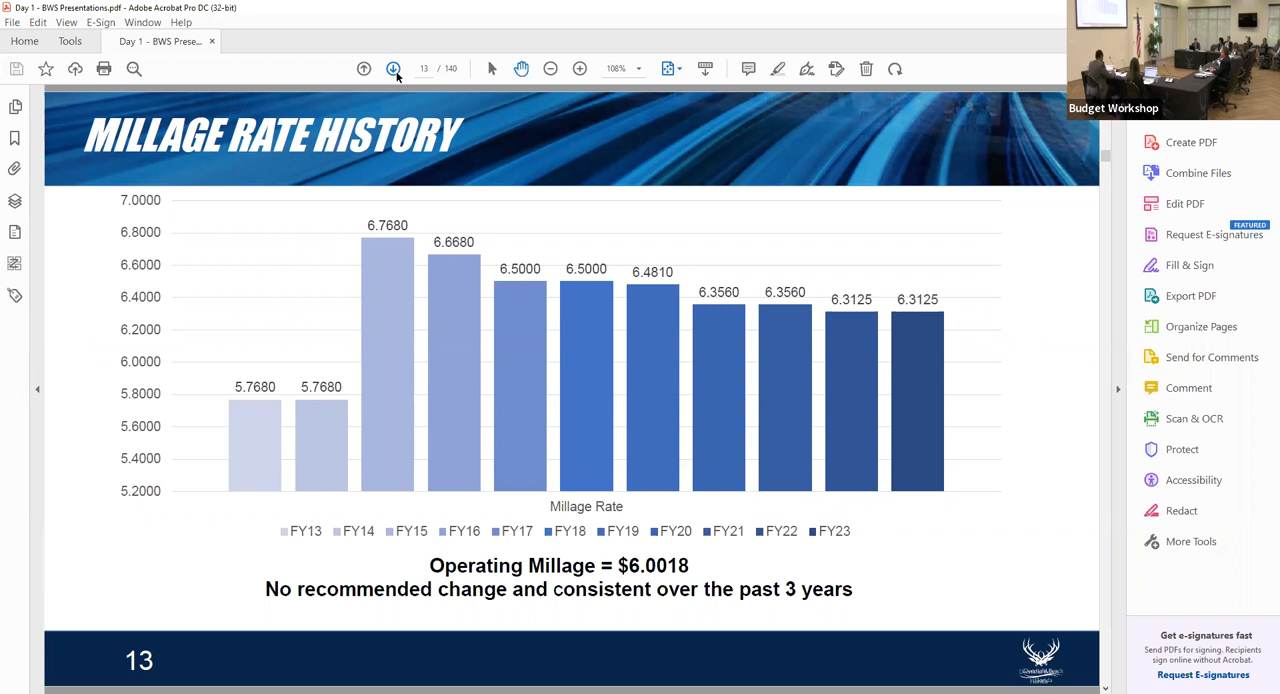 Day 1 - BWS Presentations.pdf - Adobe Acrobat Pro DC (32-bit)
File Edit View E-Sign Window Help
Home Tools Day 1 - BWS Prese... ×
13 / 140 108%
Budget Workshop
MILLAGE RATE HISTORY
7.0000
6.8000
6.6000
6.4000
6.2000
6.0000
5.8000
5.6000
5.4000
5.2000
5.7680 5.7680 6.7680 6.6680 6.5000 6.5000 6.4810 6.3560 6.3560 6.3125 6.3125
Millage Rate
FY13 FY14 FY15 FY16 FY17 FY18 FY19 FY20 FY21 FY22 FY23
Operating Millage = $6.0018
No recommended change and consistent over the past 3 years
13
Create PDF
Combine Files
Edit PDF
FEATURED
Request E-signatures
Fill & Sign
Export PDF
Organize Pages
Send for Comments
Comment
Scan & OCR
Protect
Accessibility
Redact
More Tools
Get e-signatures fast
Send PDFs for signing. Recipients
sign online without Acrobat.
Request E-signatures